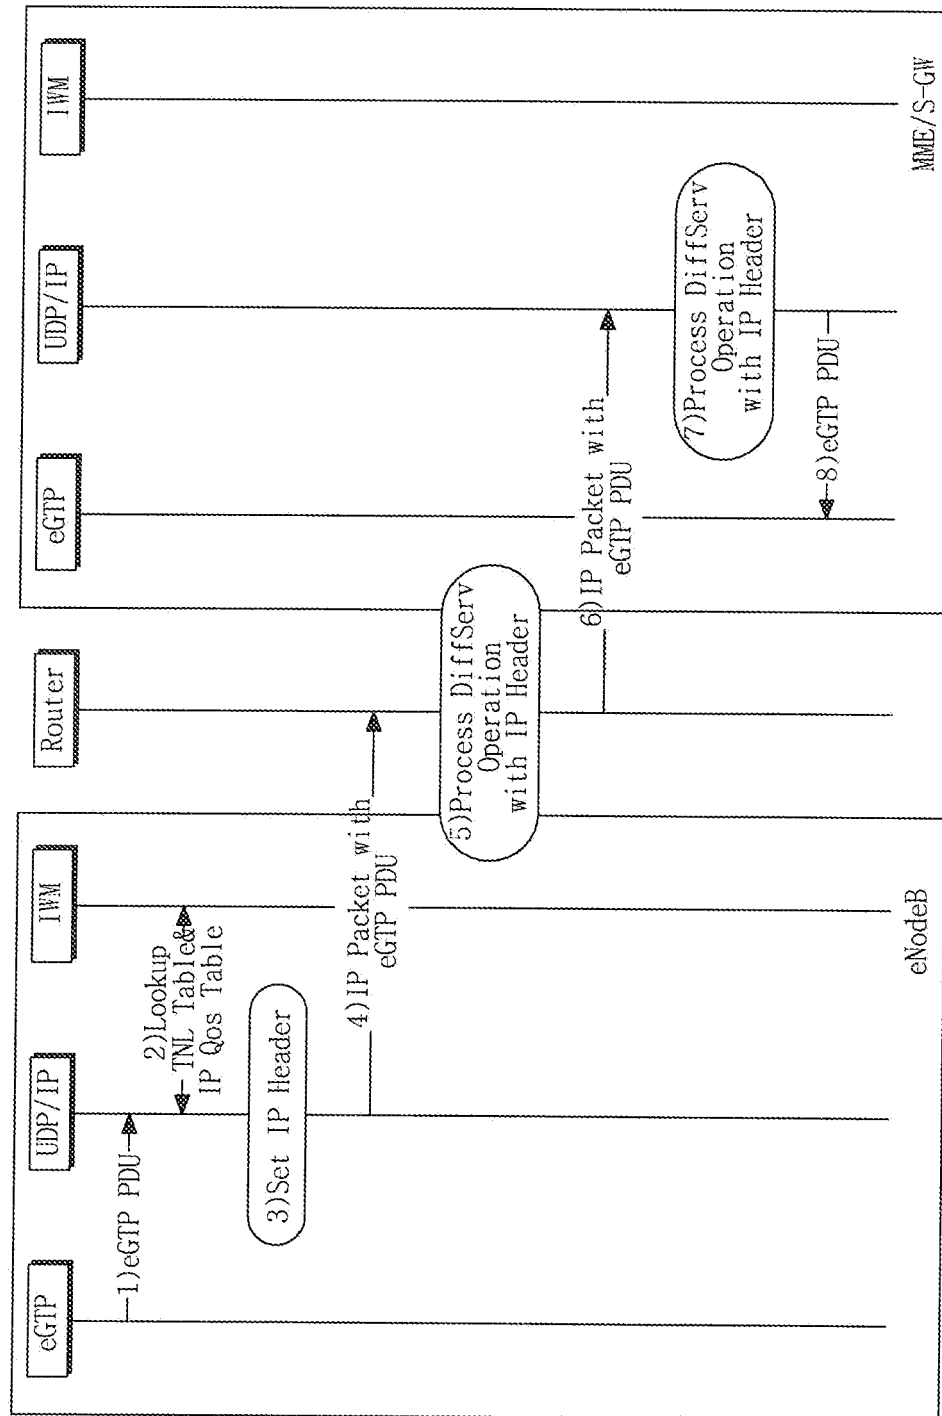 eGTP
UDP/IP
IWM
Router
eGTP
UDP/IP
IWM
1)eGTP PDU
2)Lookup
TNL Table&
IP Qos Table
3)Set IP Header
4)IP Packet with
eGTP PDU
5)Process DiffServ
Operation
with IP Header
6)IP Packet with
eGTP PDU
7)Process DiffServ
Operation
with IP Header
8)eGTP PDU
eNodeB
MME/S-GW